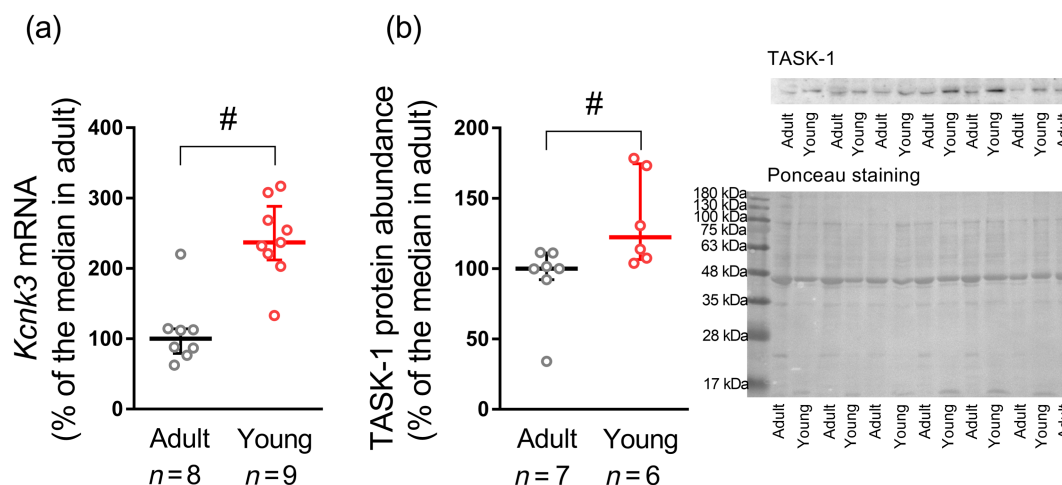 (a)
Kcnk3 mRNA
(% of the median in adult)
400
300
200
100
0
#
Adult
Young
n=8
n=9
(b)
TASK-1 protein abundance
(% of the median in adult)
200
150
100
50
0
#
Adult
Young
n=7
n=6
TASK-1
Adult
Young
Adult
Young
Adult
Young
Adult
Young
Adult
Young
Adult
Young
Adult
Ponceau staining
180 kDa
130 kDa
100 kDa
75 kDa
63 kDa
48 kDa
35 kDa
28 kDa
17 kDa
Adult
Young
Adult
Young
Adult
Young
Adult
Young
Adult
Young
Adult
Young
Adult